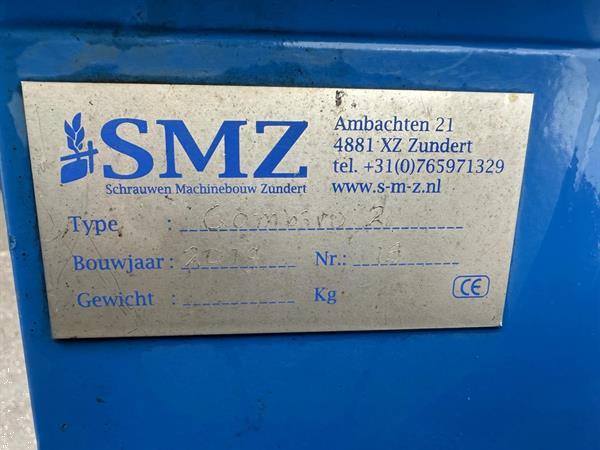 SMZ
Schrauwen Machinebouw Zundert
Ambachten 21
4881 XZ Zundert
tel. +31(0)765971329
www.s-m-z.nl
Type :
Bouwjaar : Nr.:
Gewicht : Kg
CE